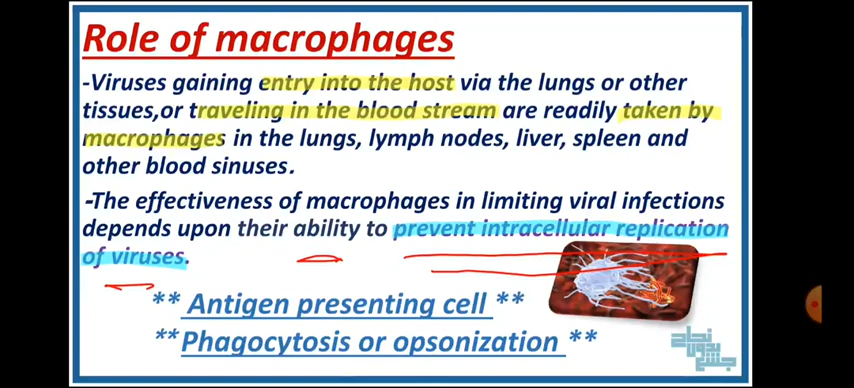 Role of macrophages
-Viruses gaining entry into the host via the lungs or other
tissues,or traveling in the blood stream are readily taken by
macrophages in the lungs, lymph nodes, liver, spleen and
other blood sinuses.
-The effectiveness of macrophages in limiting viral infections
depends upon their ability to prevent intracellular replication
of viruses.
** Antigen presenting cell **
**Phagocytosis or opsonization **